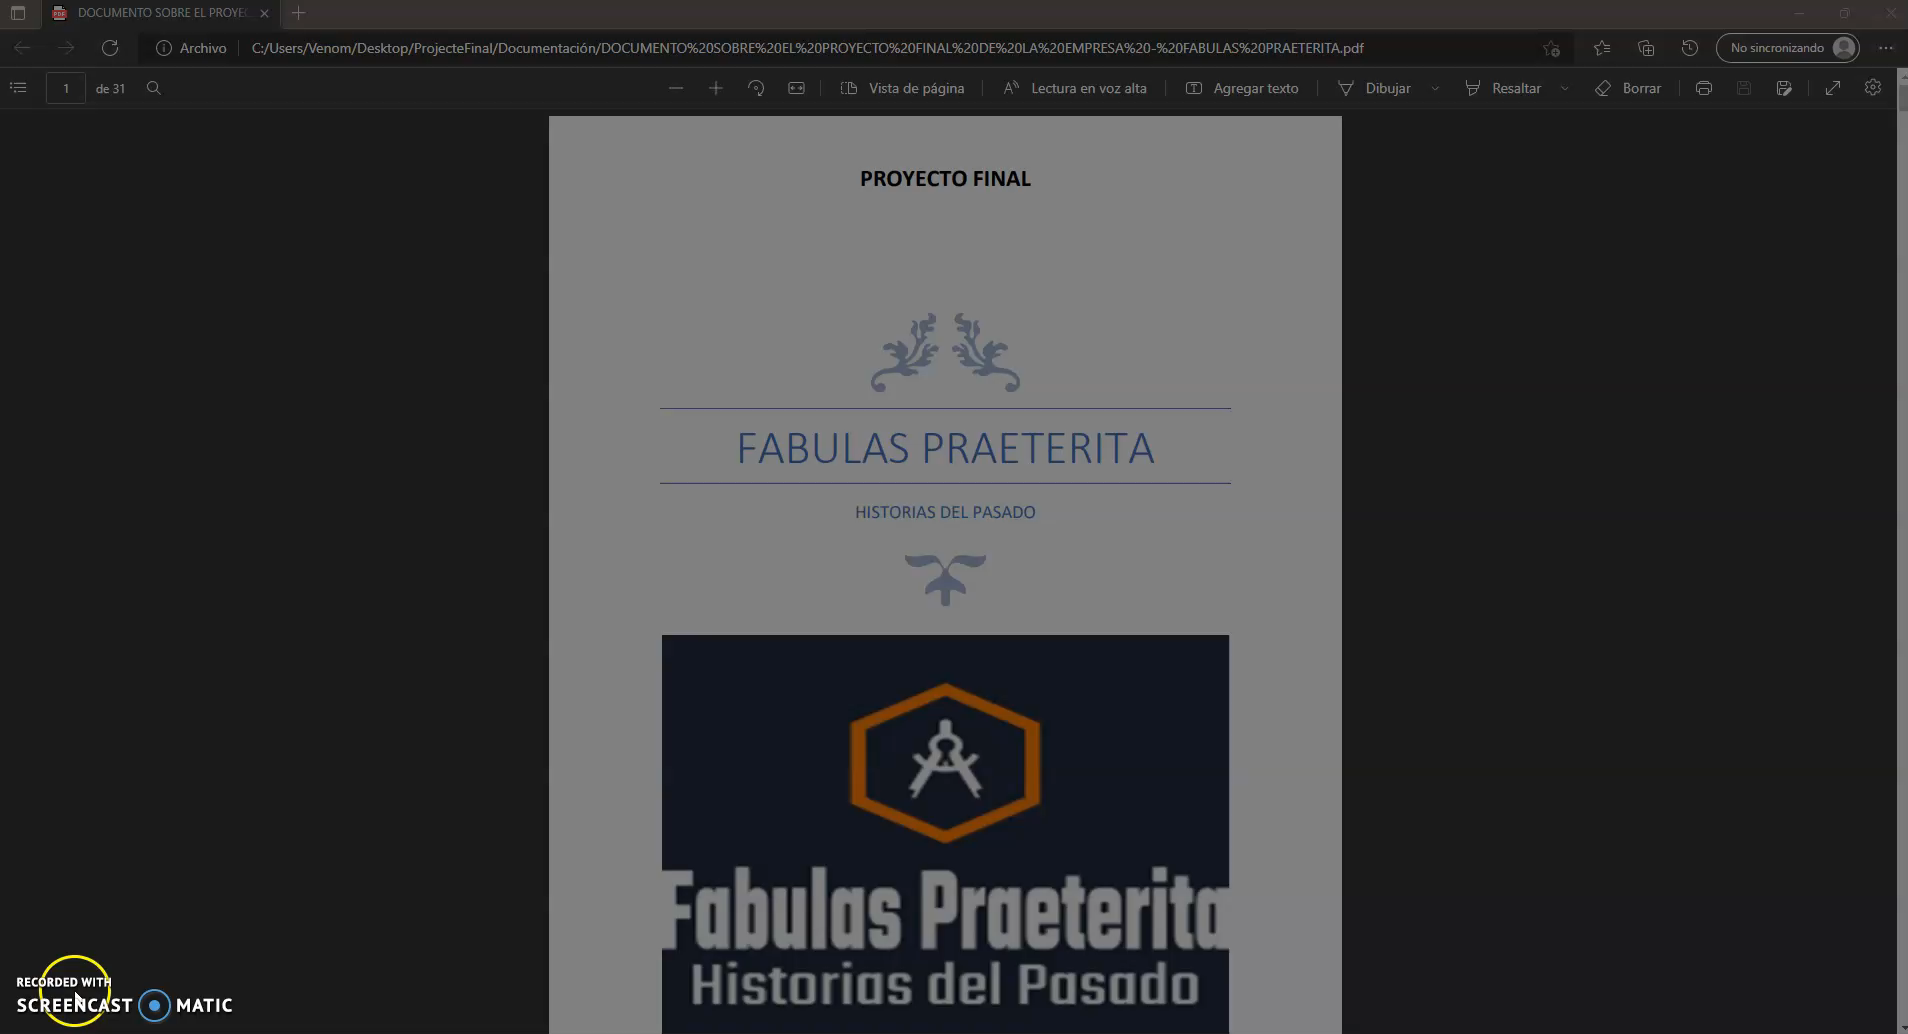 DOCUMENTO SOBRE EL PROYEC
Archivo
C:/Users/Venom/Desktop/ProjecteFinal/Documentación/DOCUMENTO%20SOBRE%20EL%20PROYECTO%20FINAL%20DE%20LA%20EMPRESA%20-%20FABULAS%20PRAETERITA.pdf
No sincronizando
1 de 31
Vista de página
Lectura en voz alta
Agregar texto
Dibujar
Resaltar
Borrar
PROYECTO FINAL
FABULAS PRAETERITA
HISTORIAS DEL PASADO
Fabulas Praeterita
Historias del Pasado
RECORDED WITH
SCREENCAST MATIC